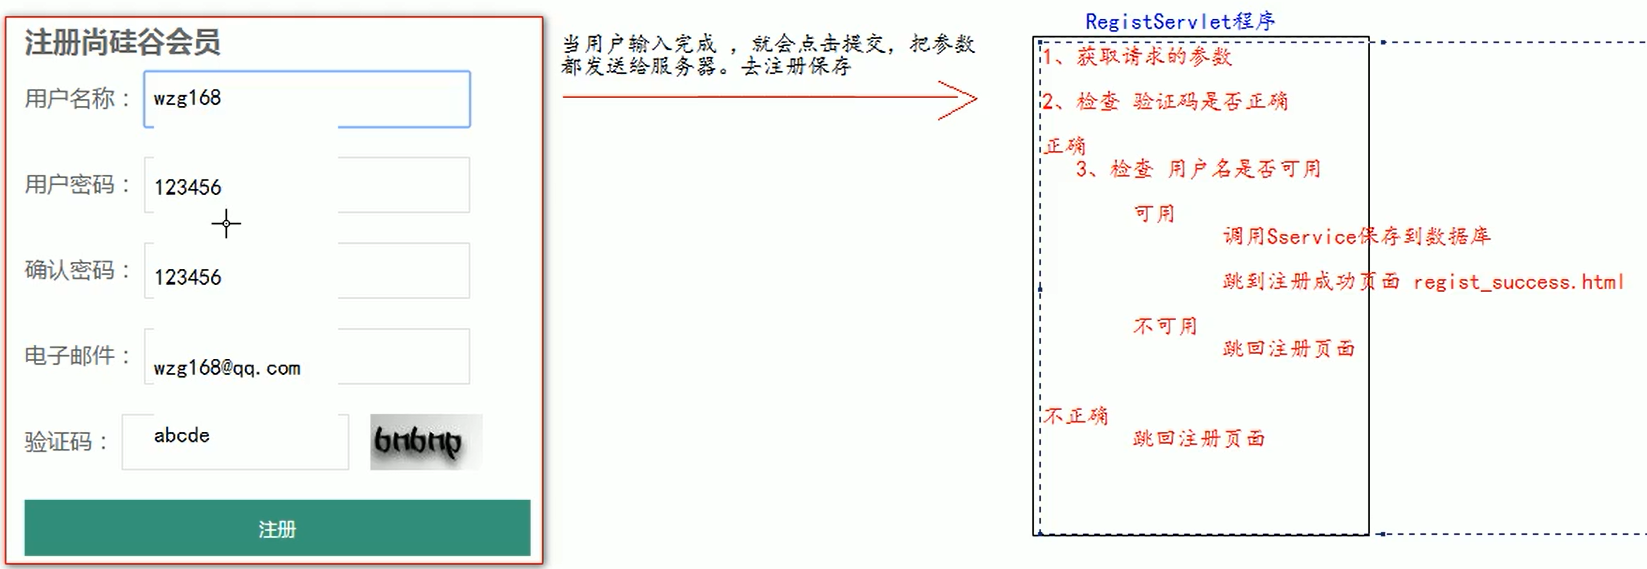 注册尚硅谷会员
用户名称： wzg168
用户密码： 123456
确认密码： 123456
电子邮件： wzg168@qq.com
验证码： abcde bnbnp
注册
当用户输入完成 ，就会点击提交，把参数
都发送给服务器。去注册保存
RegistServlet程序
1、获取请求的参数
2、检查 验证码是否正确
正确
3、检查 用户名是否可用
可用
调用Sservice保存到数据库
跳到注册成功页面 regist_success.html
不可用
跳回注册页面
不正确
跳回注册页面